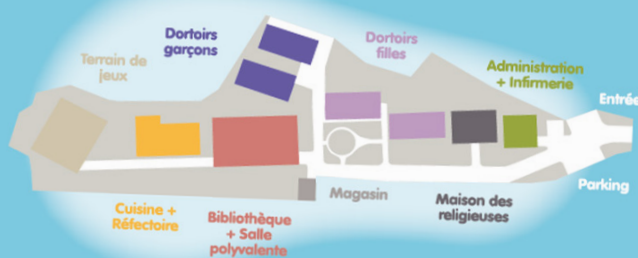 Dortoirs
garçons
Terrain de
jeux
Dortoirs
filles
Administration
+ Infirmerie
Entrée
Parking
Magasin
Maison des
religieuses
Cuisine +
Réfectoire
Bibliothèque
+ Salle
polyvalente